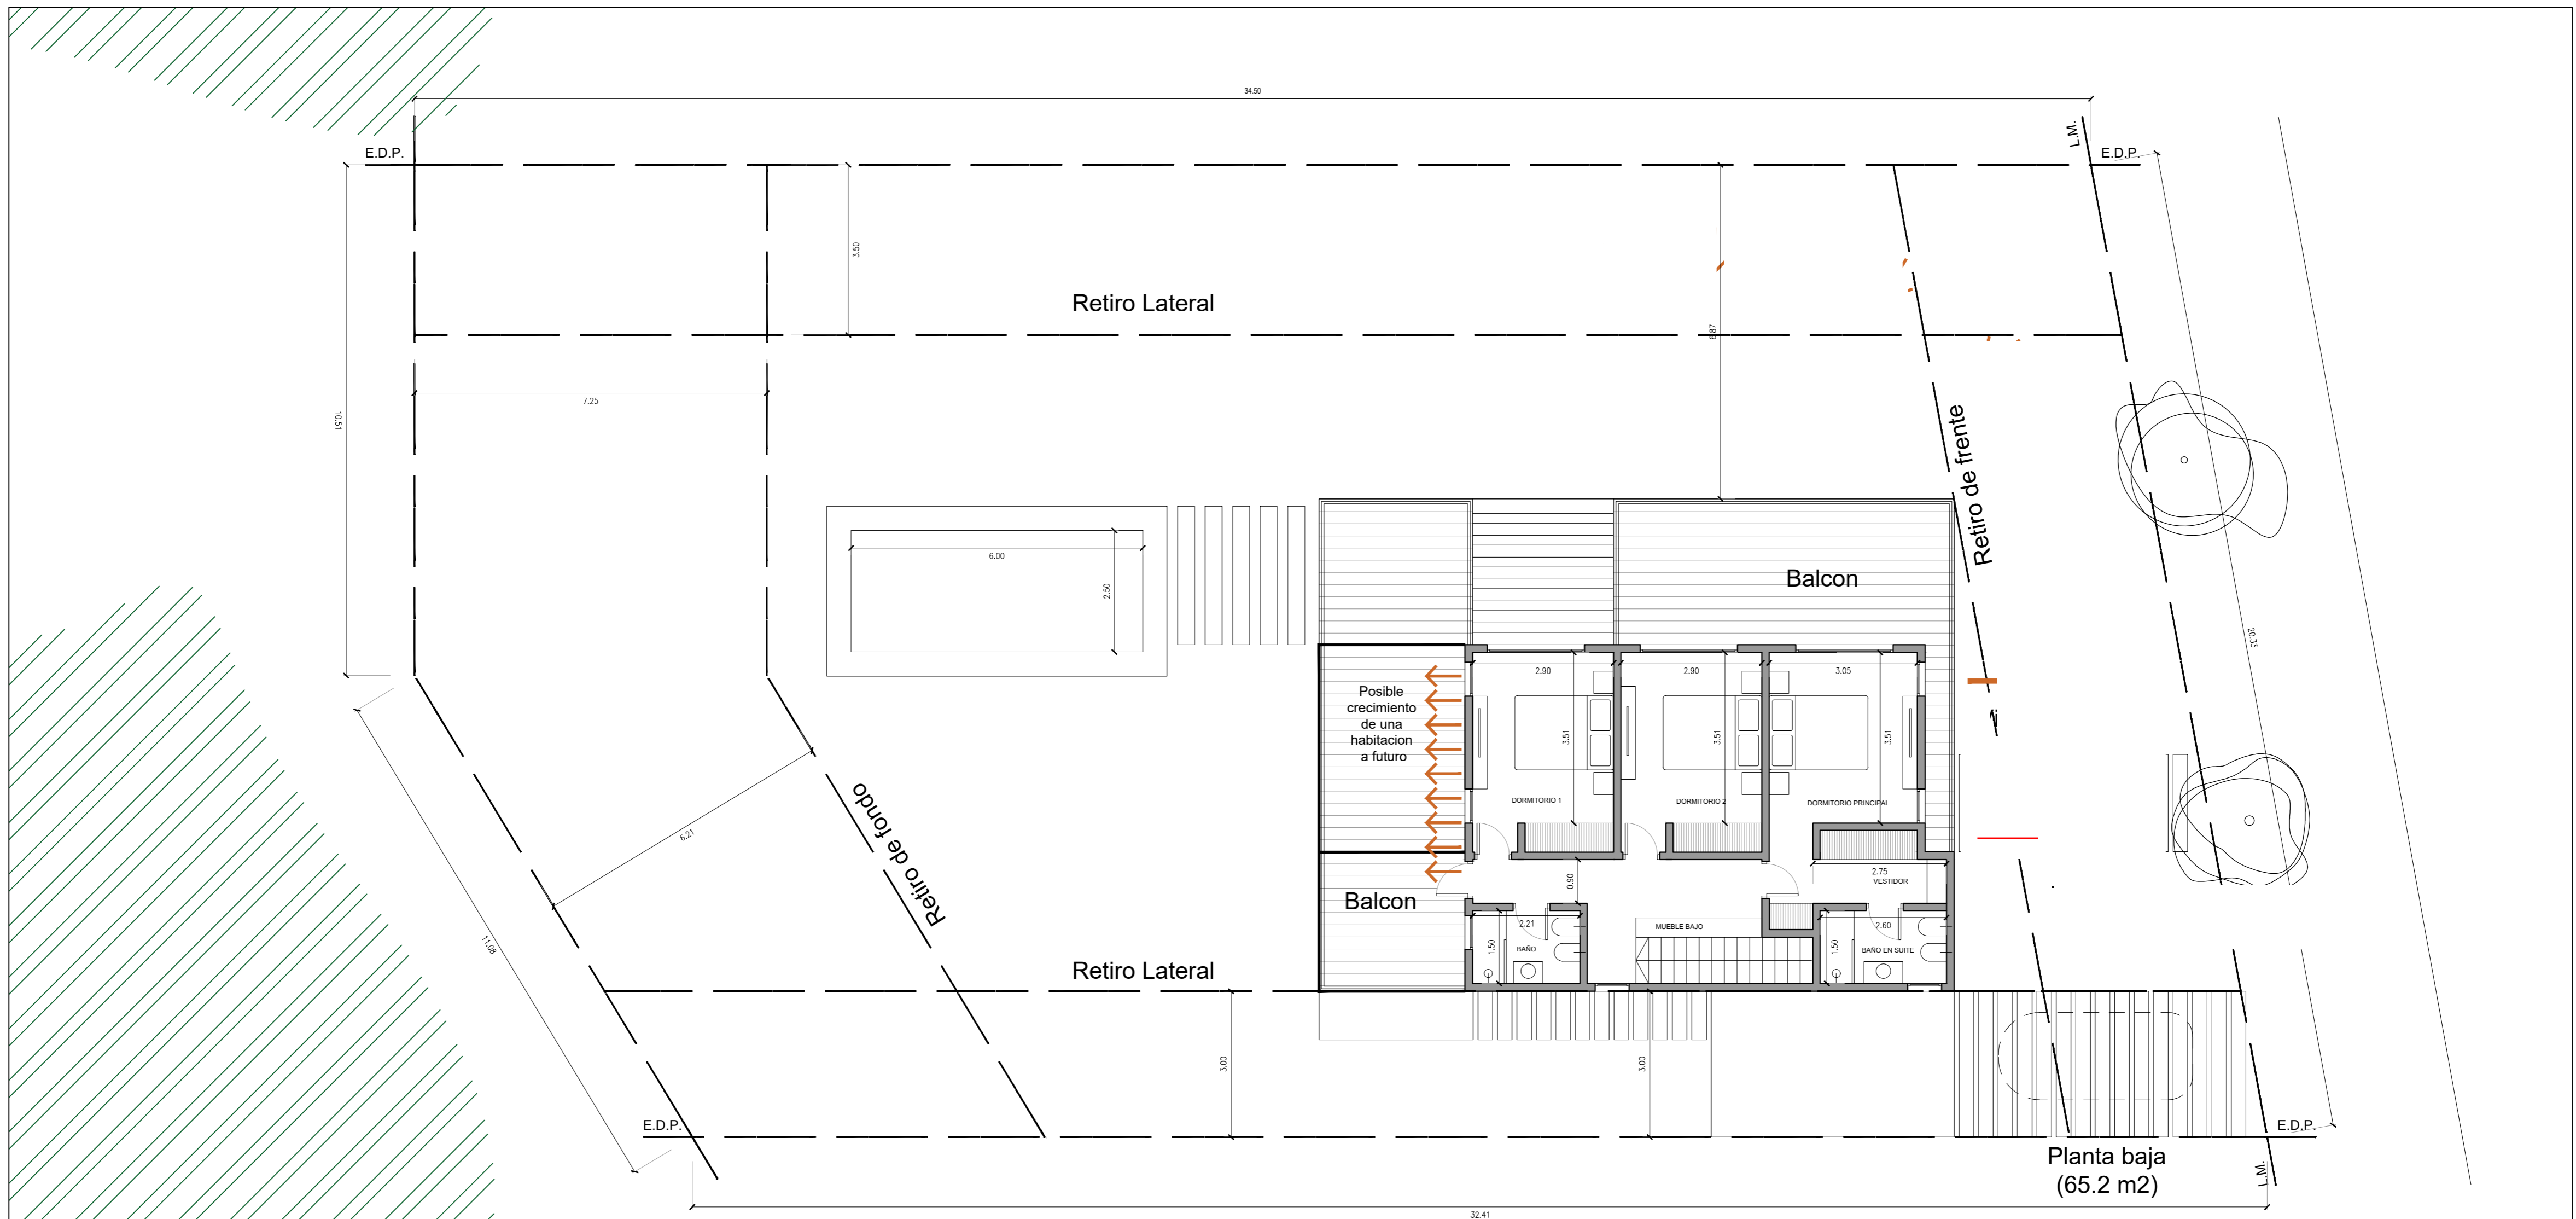 34.50
L.M.
E.D.P.
E.D.P.
3.50
Retiro Lateral
6.87
10.51
7.25
Retiro de frente
6.00
2.50
Balcon
20.33
2.90
2.90
3.05
Posible
crecimiento
de una
habitacion
a futuro
3.51
3.51
3.51
DORMITORIO 1
DORMITORIO 2
DORMITORIO PRINCIPAL
6.21
Retiro de fondo
0.90
2.75
VESTIDOR
Balcon
2.21
MUEBLE BAJO
2.60
1.50
BAÑO
1.50
BAÑO EN SUITE
11.08
Retiro Lateral
3.00
3.00
E.D.P.
E.D.P.
Planta baja
(65.2 m2)
L.M.
32.41